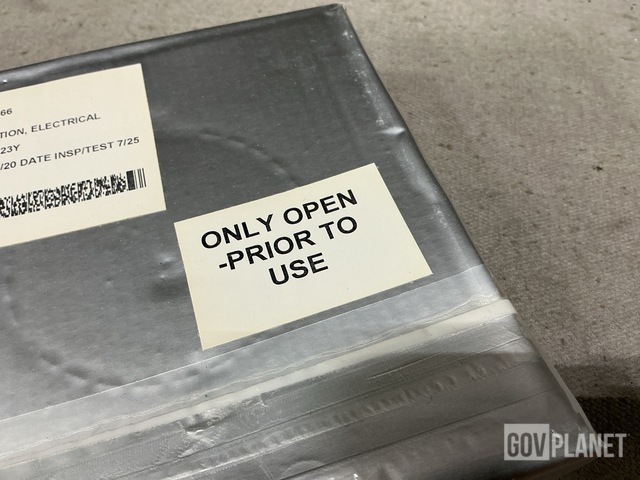 66
TION, ELECTRICAL
23Y
/20 DATE INSP/TEST 7/25
ONLY OPEN
-PRIOR TO
USE
GOVPLANET